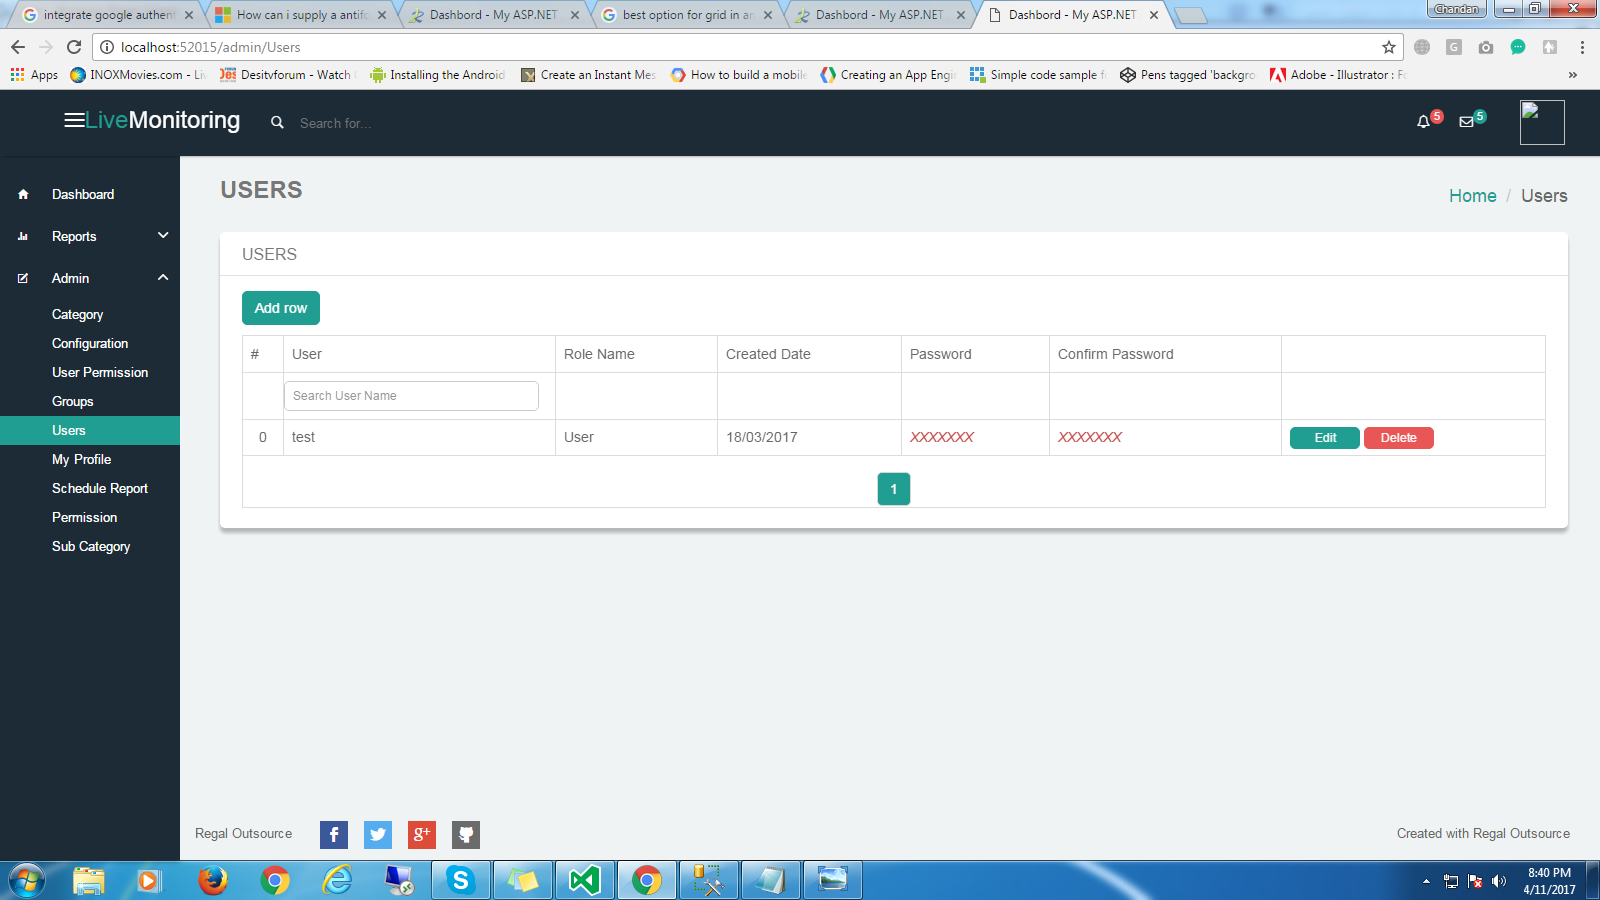 integrate google authent
How can i supply a antifo
Dashbord - My ASP.NET
best option for grid in an
Dashbord - My ASP.NET
Dashbord - My ASP.NET
Chandan
localhost:52015/admin/Users
Apps
INOXMovies.com - Liv
Desitvforum - Watch
Installing the Android
Create an Instant Mes
How to build a mobile
Creating an App Engi
Simple code sample f
Pens tagged 'backgro
Adobe - Illustrator : Fo
»
LiveMonitoring
Search for...
5
5
Dashboard
Reports
Admin
Category
Configuration
User Permission
Groups
Users
My Profile
Schedule Report
Permission
Sub Category
USERS
Home / Users
USERS
Add row
# User Role Name Created Date Password Confirm Password
Search User Name
0 test User 18/03/2017 XXXXXXX XXXXXXX Edit Delete
1
Regal Outsource
Created with Regal Outsource
8:40 PM
4/11/2017